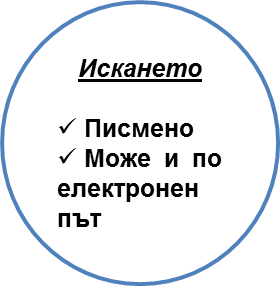 Искането
✓ Писмено
✓ Може и по
електронен
път